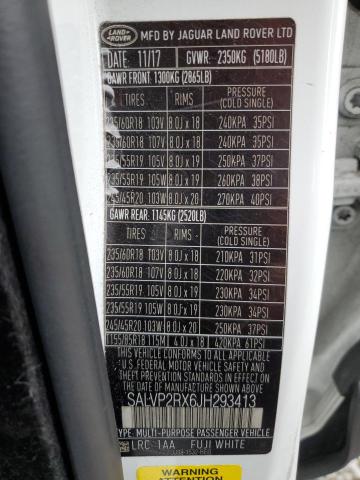 LAND ROVER
MFD BY JAGUAR LAND ROVER LTD
DATE: 11/17 GVWR: 2350KG (5180LB)
GAWR FRONT: 1300KG (2865LB)
TIRES RIMS PRESSURE (COLD SINGLE)
235/60R18 103V 8.0J x 18 240KPA 35PSI
235/60R18 107V 8.0J x 18 240KPA 35PSI
235/55R19 105V 8.0J x 19 250KPA 37PSI
235/55R19 105W 8.0J x 19 260KPA 38PSI
245/45R20 103W 8.0J x 20 270KPA 40PSI
GAWR REAR: 1145KG (2520LB)
TIRES RIMS PRESSURE (COLD SINGLE)
235/60R18 103V 8.0J x 18 210KPA 31PSI
235/60R18 107V 8.0J x 18 220KPA 32PSI
235/55R19 105V 8.0J x 19 230KPA 34PSI
235/55R19 105W 8.0J x 19 230KPA 34PSI
245/45R20 103W 8.0J x 20 250KPA 37PSI
T155/85R18 115M 4.0J x 18 420KPA 61PSI
THIS VEHICLE CONFORMS TO ALL APPLICABLE
U.S. FEDERAL MOTOR VEHICLE SAFETY, BUMPER,
AND THEFT PREVENTION STANDARDS IN EFFECT ON
THE DATE OF MANUFACTURE SHOWN ABOVE
SALVP2RX6JH293413
TYPE: MULTI-PURPOSE PASSENGER VEHICLE
LRC 1AA FUJI WHITE